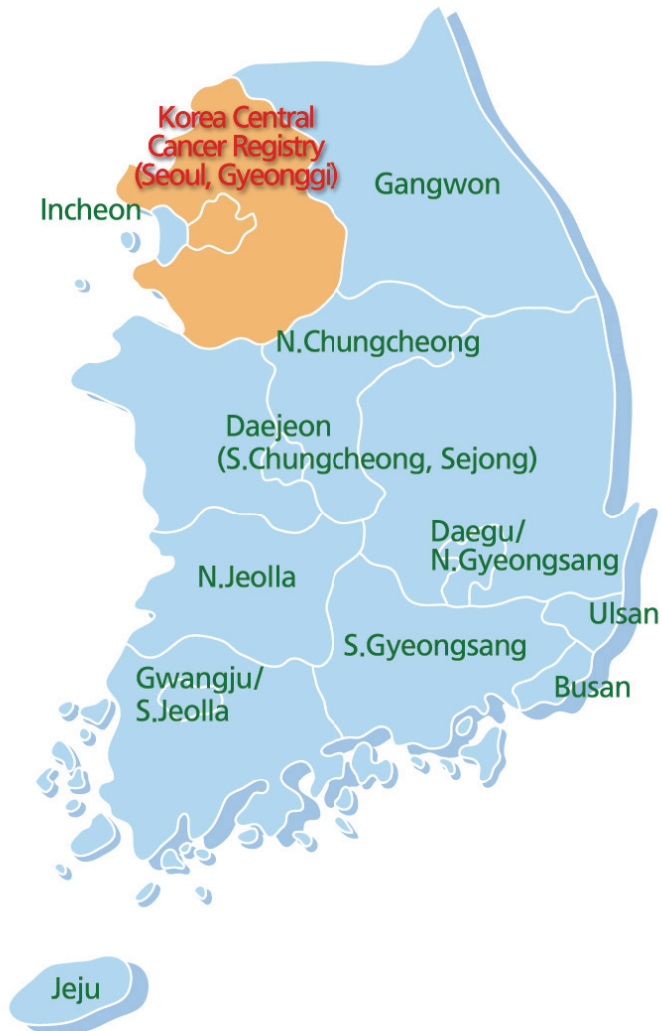 Korea Central
Cancer Registry
(Seoul, Gyeonggi)
Gangwon
Incheon
N.Chungcheong
Daejeon
(S.Chungcheong, Sejong)
Daegu/
N.Gyeongsang
N.Jeolla
Ulsan
S.Gyeongsang
Gwangju/
S.Jeolla
Busan
Jeju